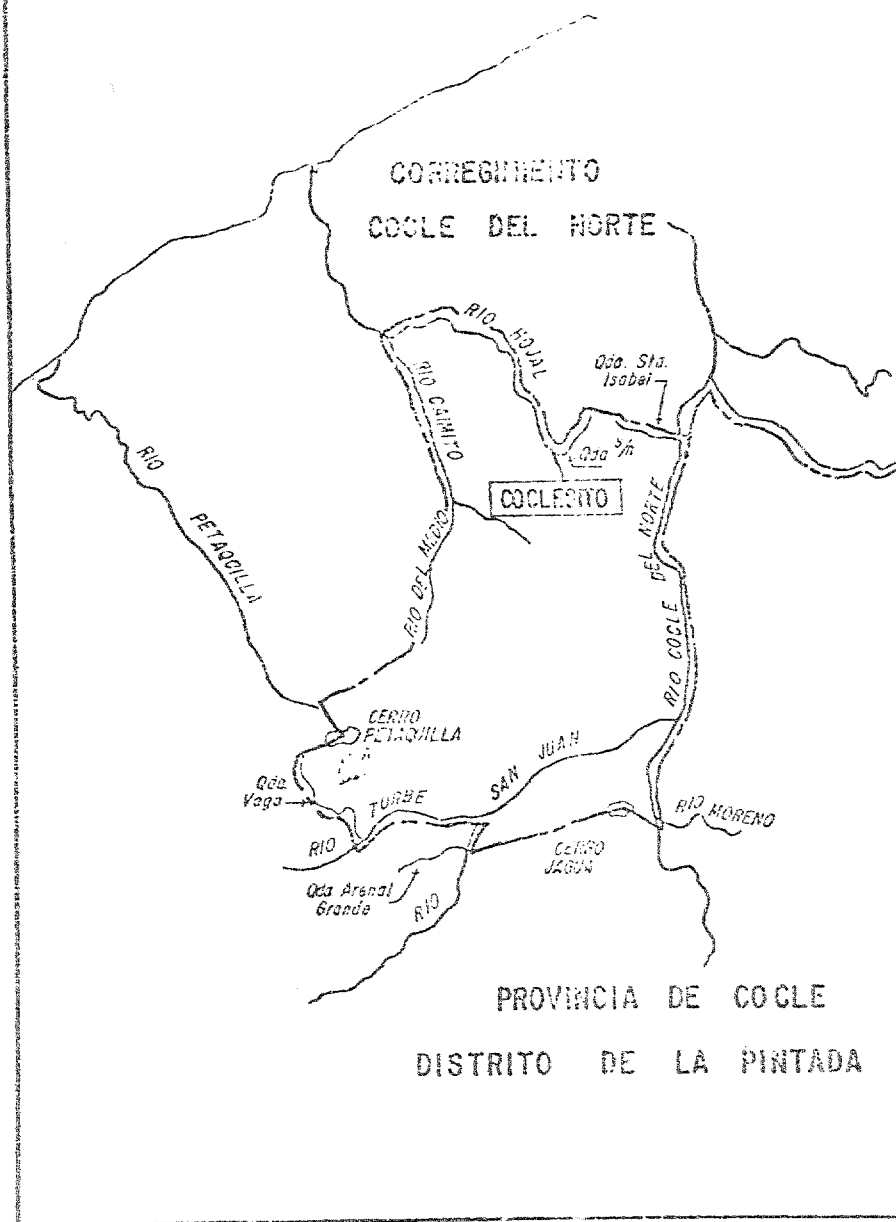 CORREGIMIENTO
COCLE DEL NORTE
RIO HOJAL
Qda. Sta.
Isabel
RIO CAIMITO
Qda s/n
COCLESITO
RIO
PETAQUILLA
RIO DEL MEDIO
RIO COCLE DEL NORTE
CERRO
PETAQUILLA
SAN JUAN
Qda.
Vega
TURBE
RIO
RIO MORENO
CERRO
JAGUA
Qda Arenal
Grande
RIO
PROVINCIA DE COCLE
DISTRITO DE LA PINTADA